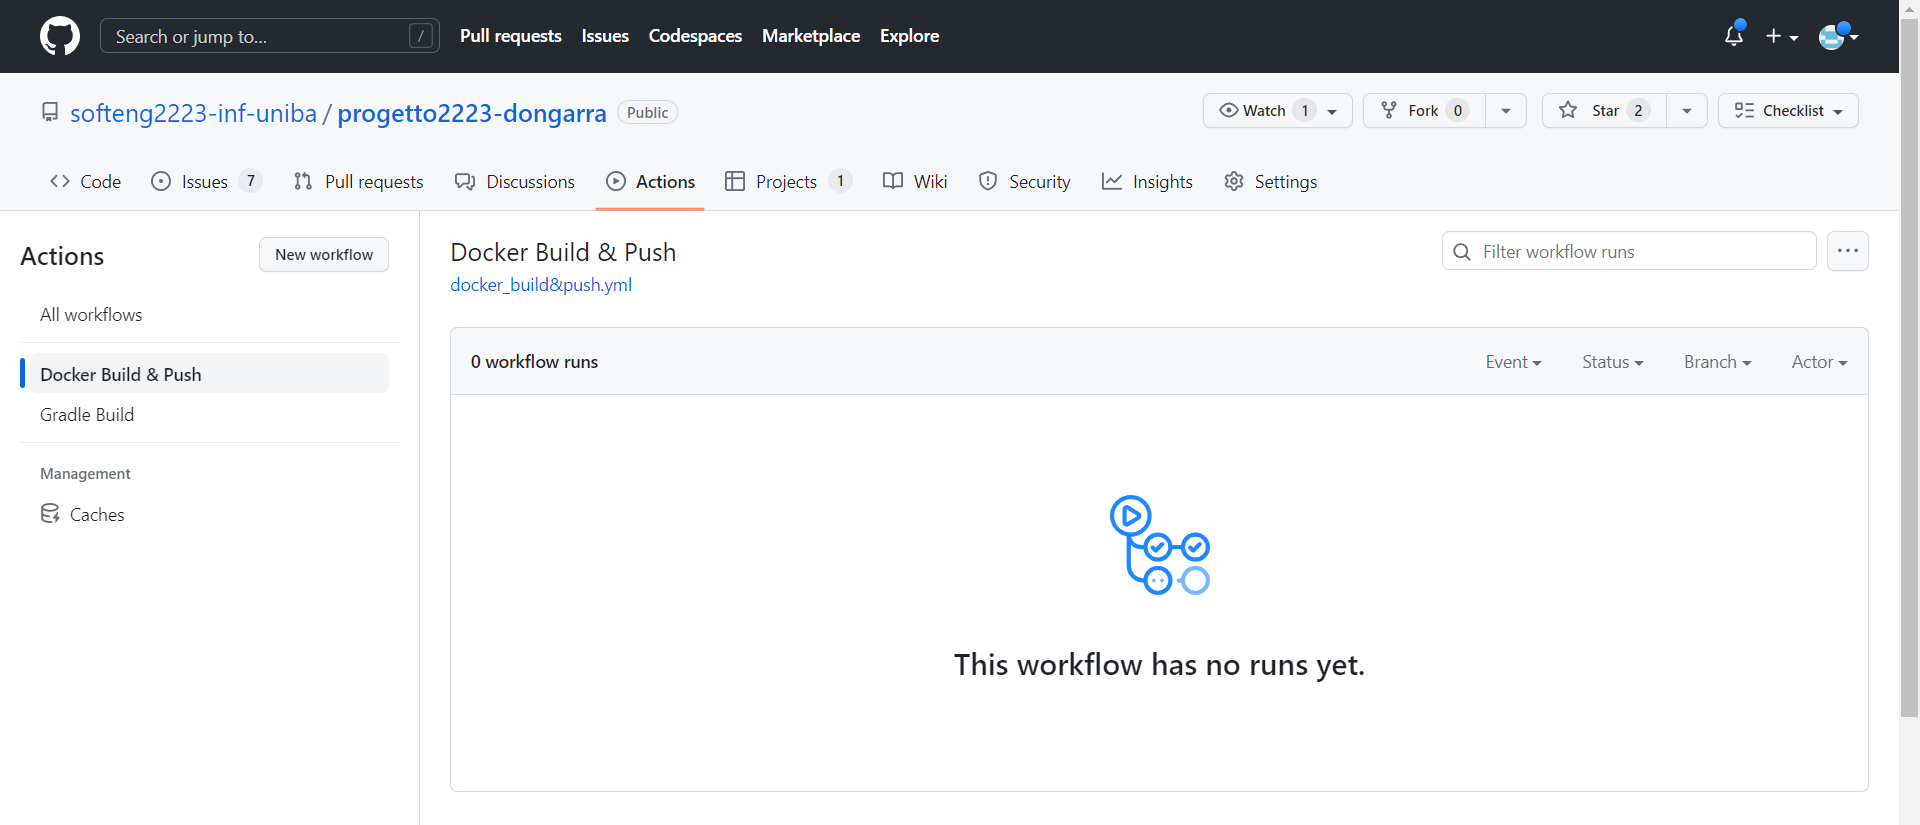 Search or jump to... / Pull requests Issues Codespaces Marketplace Explore
softeng2223-inf-uniba / progetto2223-dongarra Public Watch 1 Fork 0 Star 2 Checklist
Code Issues 7 Pull requests Discussions Actions Projects 1 Wiki Security Insights Settings
Actions New workflow
All workflows
Docker Build & Push
Gradle Build
Management
Caches
Docker Build & Push
docker_build&push.yml
Filter workflow runs ...
0 workflow runs Event Status Branch Actor
This workflow has no runs yet.